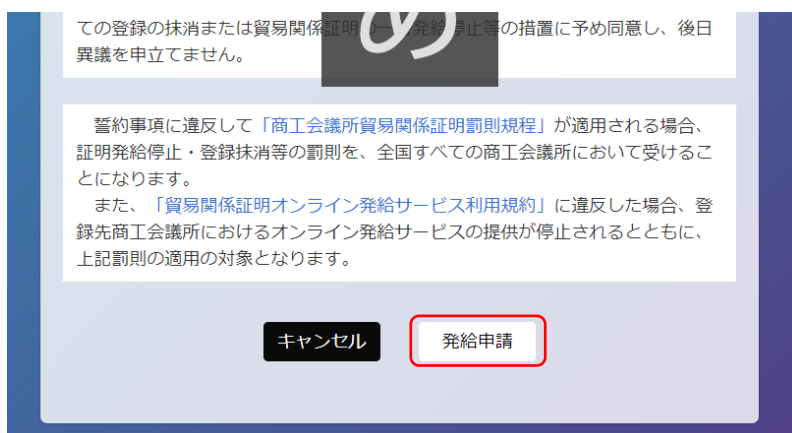 ての登録の抹消または貿易関係証明の一 発給停止等の措置に予め同意し、後日
異議を申立てません。
め
誓約事項に違反して「商工会議所貿易関係証明罰則規程」が適用される場合、
証明発給停止・登録抹消等の罰則を、全国すべての商工会議所において受けるこ
とになります。
また、「貿易関係証明オンライン発給サービス利用規約」に違反した場合、登
録先商工会議所におけるオンライン発給サービスの提供が停止されるとともに、
上記罰則の適用の対象となります。
キャンセル
発給申請